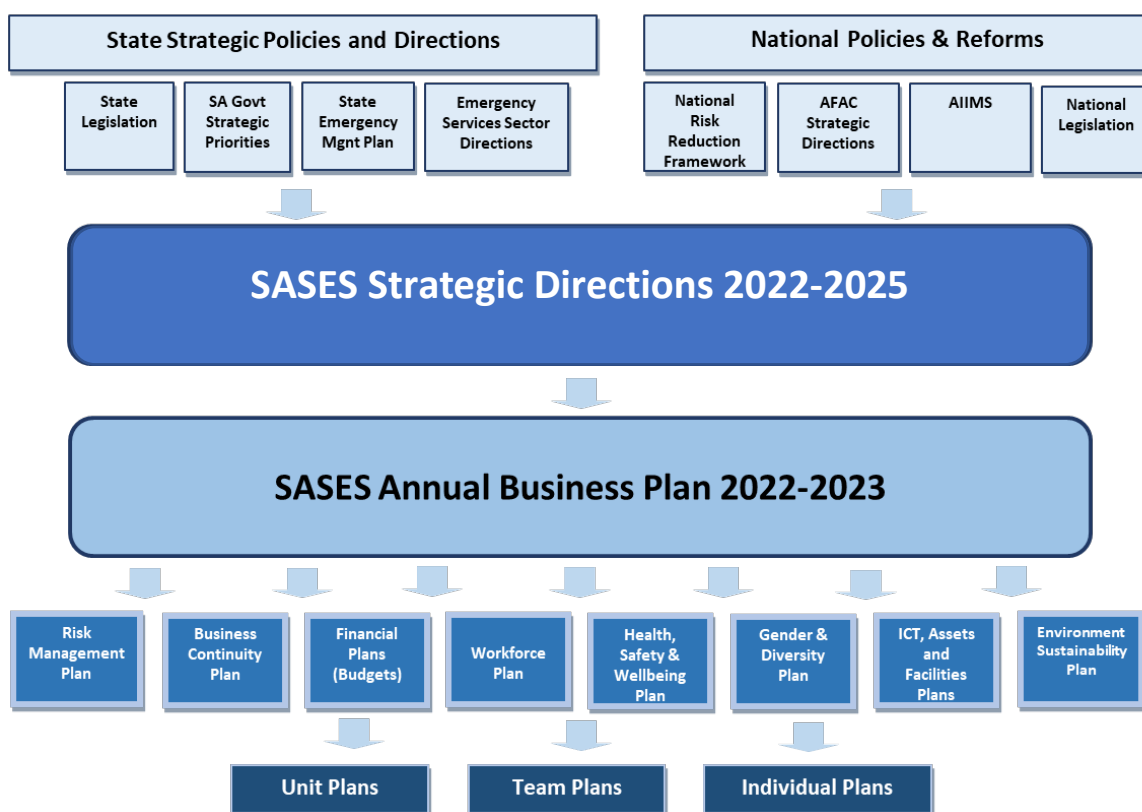 State Strategic Policies and Directions
National Policies & Reforms
State
Legislation
SA Govt
Strategic
Priorities
State
Emergency
Mgnt Plan
Emergency
Services Sector
Directions
National
Risk
Reduction
Framework
AFAC
Strategic
Directions
AIIMS
National
Legislation
SASES Strategic Directions 2022-2025
SASES Annual Business Plan 2022-2023
Risk
Management
Plan
Business
Continuity
Plan
Financial
Plans
(Budgets)
Workforce
Plan
Health,
Safety &
Wellbeing
Plan
Gender &
Diversity
Plan
ICT, Assets
and
Facilities
Plans
Environment
Sustainability
Plan
Unit Plans
Team Plans
Individual Plans